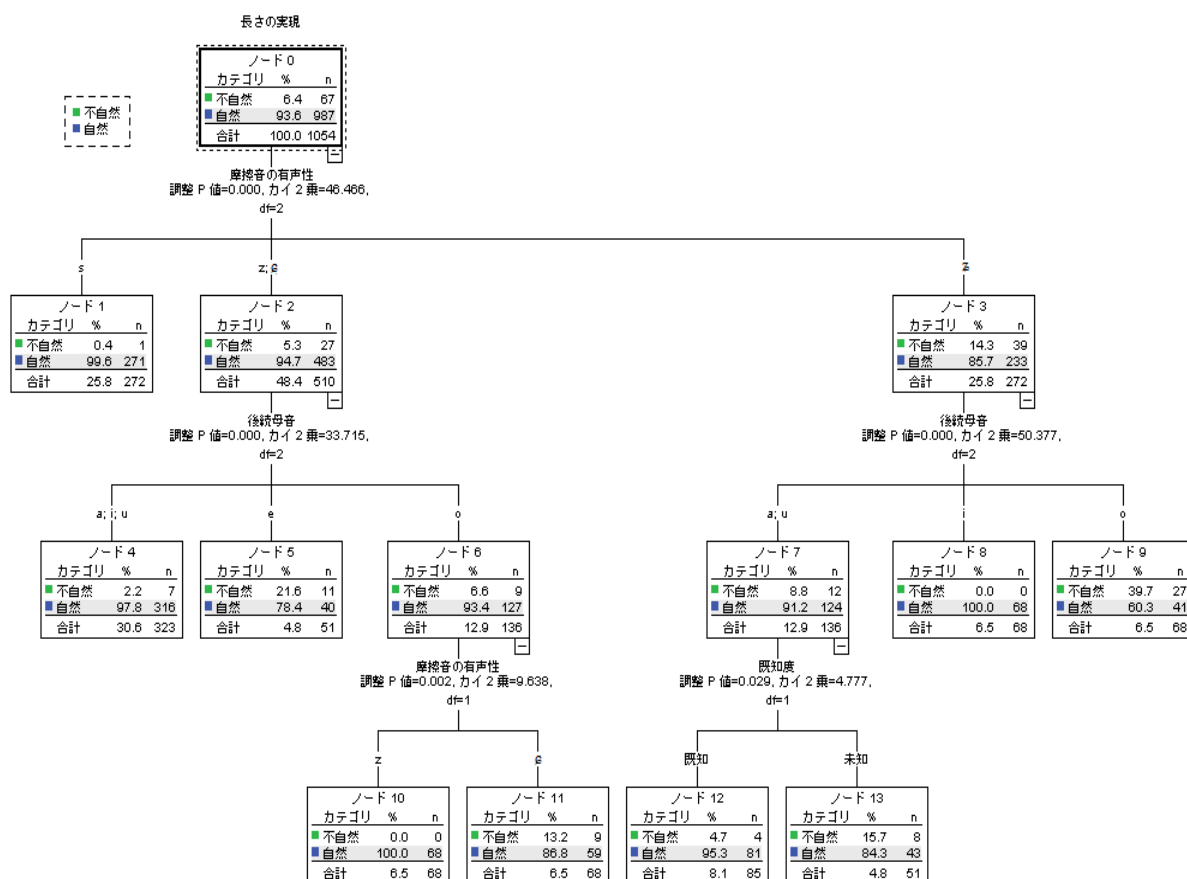 長さの実現
不自然
自然
ノード 0
カテゴリ % n
不自然 6.4 67
自然 93.6 987
合計 100.0 1054
摩擦音の有声性
調整 P 値=0.000, カイ 2 乗=46.466,
df=2
s
z; ɕ
ʑ
ノード 1
カテゴリ % n
不自然 0.4 1
自然 99.6 271
合計 25.8 272
ノード 2
カテゴリ % n
不自然 5.3 27
自然 94.7 483
合計 48.4 510
ノード 3
カテゴリ % n
不自然 14.3 39
自然 85.7 233
合計 25.8 272
後続母音
調整 P 値=0.000, カイ 2 乗=33.715,
df=2
後続母音
調整 P 値=0.000, カイ 2 乗=50.377,
df=2
a; i; u
e
o
a; u
i
o
ノード 4
カテゴリ % n
不自然 2.2 7
自然 97.8 316
合計 30.6 323
ノード 5
カテゴリ % n
不自然 21.6 11
自然 78.4 40
合計 4.8 51
ノード 6
カテゴリ % n
不自然 6.6 9
自然 93.4 127
合計 12.9 136
ノード 7
カテゴリ % n
不自然 8.8 12
自然 91.2 124
合計 12.9 136
ノード 8
カテゴリ % n
不自然 0.0 0
自然 100.0 68
合計 6.5 68
ノード 9
カテゴリ % n
不自然 39.7 27
自然 60.3 41
合計 6.5 68
摩擦音の有声性
調整 P 値=0.002, カイ 2 乗=9.638,
df=1
既知度
調整 P 値=0.029, カイ 2 乗=4.777,
df=1
z
ɕ
既知
未知
ノード 10
カテゴリ % n
不自然 0.0 0
自然 100.0 68
合計 6.5 68
ノード 11
カテゴリ % n
不自然 13.2 9
自然 86.8 59
合計 6.5 68
ノード 12
カテゴリ % n
不自然 4.7 4
自然 95.3 81
合計 8.1 85
ノード 13
カテゴリ % n
不自然 15.7 8
自然 84.3 43
合計 4.8 51